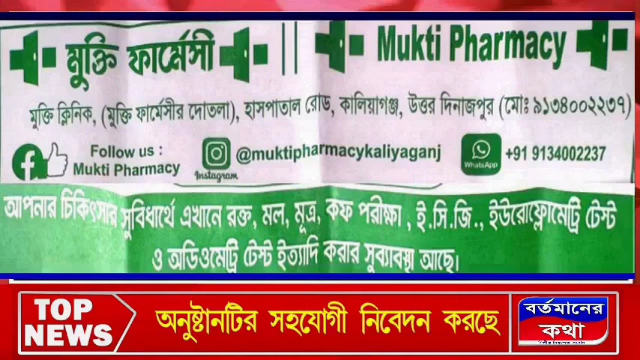 মুক্তি ফার্মেসী || Mukti Pharmacy
মুক্তি ক্লিনিক, (মুক্তি ফার্মেসীর দোতলা), হাসপাতাল রোড, কালিয়াগঞ্জ, উত্তর দিনাজপুর (মোঃ ৯১৩৪০০২২৩৭)
Follow us :
Mukti Pharmacy
Instagram
@muktipharmacykaliyaganj
WhatsApp
+91 9134002237
আপনার চিকিৎসার সুবিধার্থে এখানে রক্ত, মল, মূত্র, কফ পরীক্ষা, ই.সি.জি., ইউরোফ্লোমেট্রি টেস্ট
ও অডিওমেট্রি টেস্ট ইত্যাদি করার সুব্যাবস্থা আছে।
TOP
NEWS
অনুষ্টানটির সহযোগী নিবেদন করছে
বর্তমানের
কথা